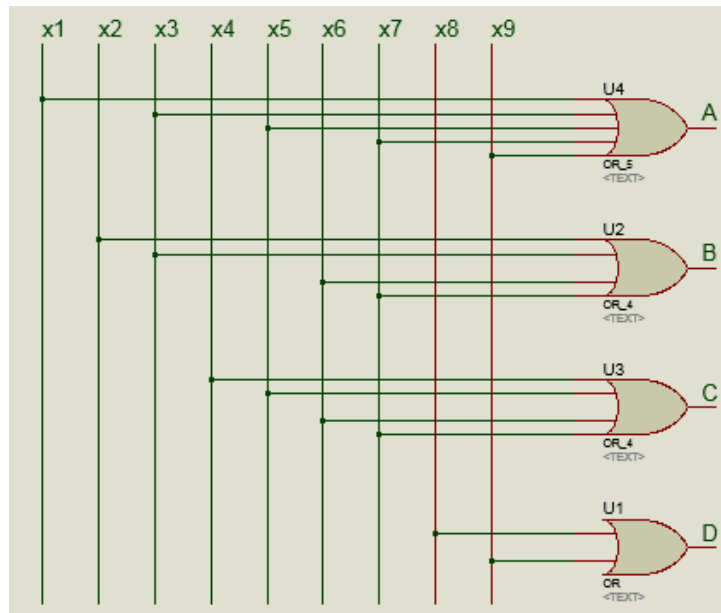 x1 x2 x3 x4 x5 x6 x7 x8 x9
U4
A
OR_5
<TEXT>
U2
B
OR_4
<TEXT>
U3
C
OR_4
<TEXT>
U1
D
OR
<TEXT>